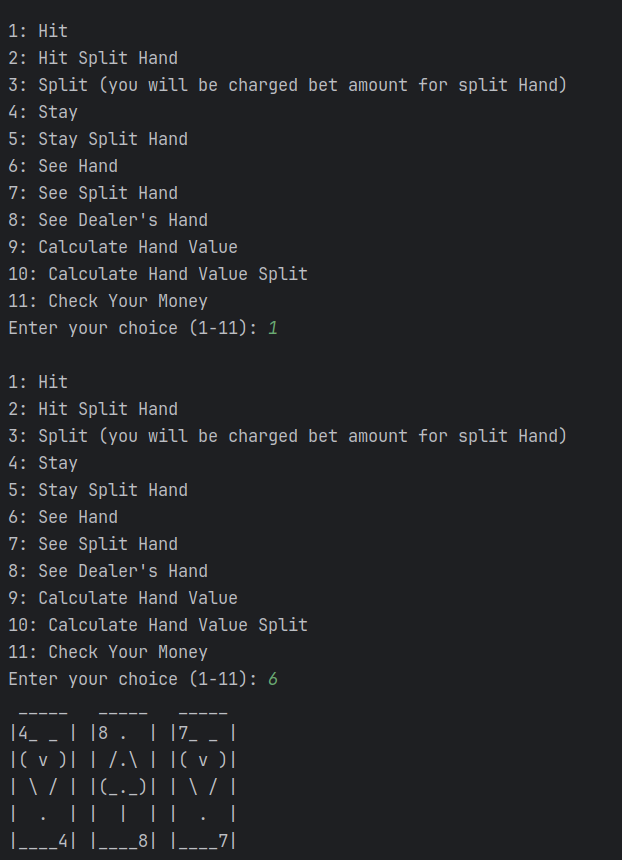 1: Hit
2: Hit Split Hand
3: Split (you will be charged bet amount for split Hand)
4: Stay
5: Stay Split Hand
6: See Hand
7: See Split Hand
8: See Dealer's Hand
9: Calculate Hand Value
10: Calculate Hand Value Split
11: Check Your Money
Enter your choice (1-11): 1

1: Hit
2: Hit Split Hand
3: Split (you will be charged bet amount for split Hand)
4: Stay
5: Stay Split Hand
6: See Hand
7: See Split Hand
8: See Dealer's Hand
9: Calculate Hand Value
10: Calculate Hand Value Split
11: Check Your Money
Enter your choice (1-11): 6
 _____   _____   _____
|4_ _ | |8 .  | |7_ _ |
|( v )| | /.\ | |( v )|
| \ / | |(_._)| | \ / |
|  .  | |  |  | |  .  |
|____4| |____8| |____7|